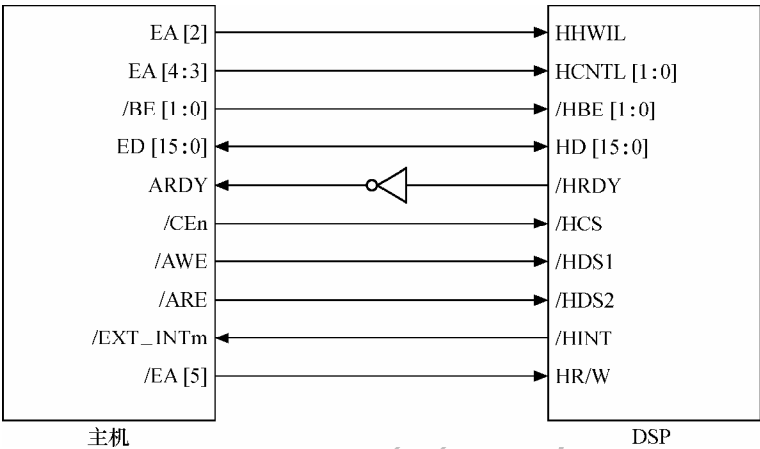 EA [2] HHWIL
EA [4:3] HCNTL [1:0]
/BE [1:0] /HBE [1:0]
ED [15:0] HD [15:0]
ARDY /HRDY
/CEn /HCS
/AWE /HDS1
/ARE /HDS2
/EXT_INTm /HINT
/EA [5] HR/W
主机 DSP